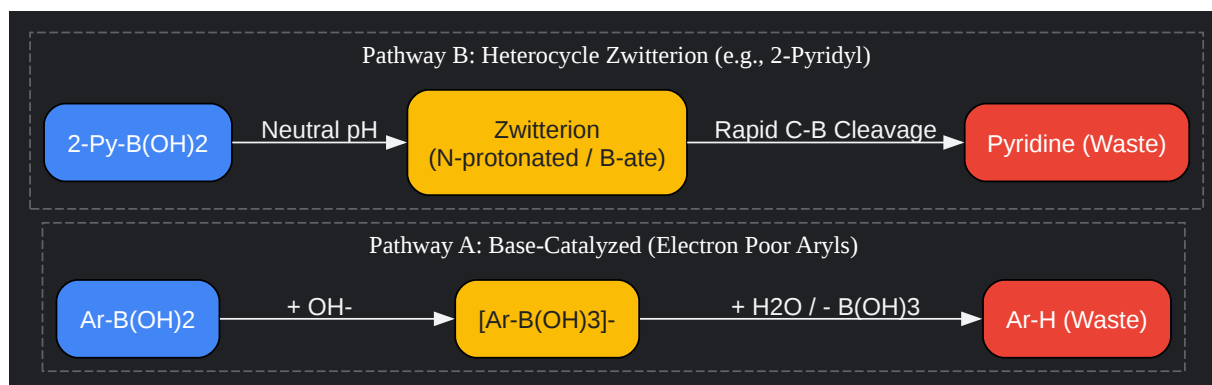 Pathway B: Heterocycle Zwitterion (e.g., 2-Pyridyl)
2-Py-B(OH)2
Neutral pH
Zwitterion
(N-protonated / B-ate)
Rapid C-B Cleavage
Pyridine (Waste)
Pathway A: Base-Catalyzed (Electron Poor Aryls)
Ar-B(OH)2
+ OH-
[Ar-B(OH)3]-
+ H2O / - B(OH)3
Ar-H (Waste)